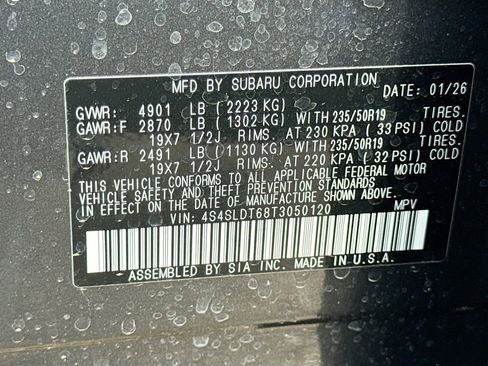 MFD BY SUBARU CORPORATION DATE: 01/26
GVWR: 4901 LB (2223 KG)
GAWR:F 2870 LB (1302 KG) WITH 235/50R19 TIRES.
19X7 1/2J RIMS. AT 230 KPA (33 PSI) COLD
GAWR:R 2491 LB (1130 KG) WITH 235/50R19 TIRES.
19X7 1/2J RIMS. AT 220 KPA (32 PSI) COLD
THIS VEHICLE CONFORMS TO ALL APPLICABLE FEDERAL MOTOR
VEHICLE SAFETY AND THEFT PREVENTION STANDARDS
IN EFFECT ON THE DATE OF MANUFACTURE SHOWN ABOVE.
VIN: 4S4SLDT68T3050120 MPV
ASSEMBLED BY SIA INC. MADE IN U.S.A.